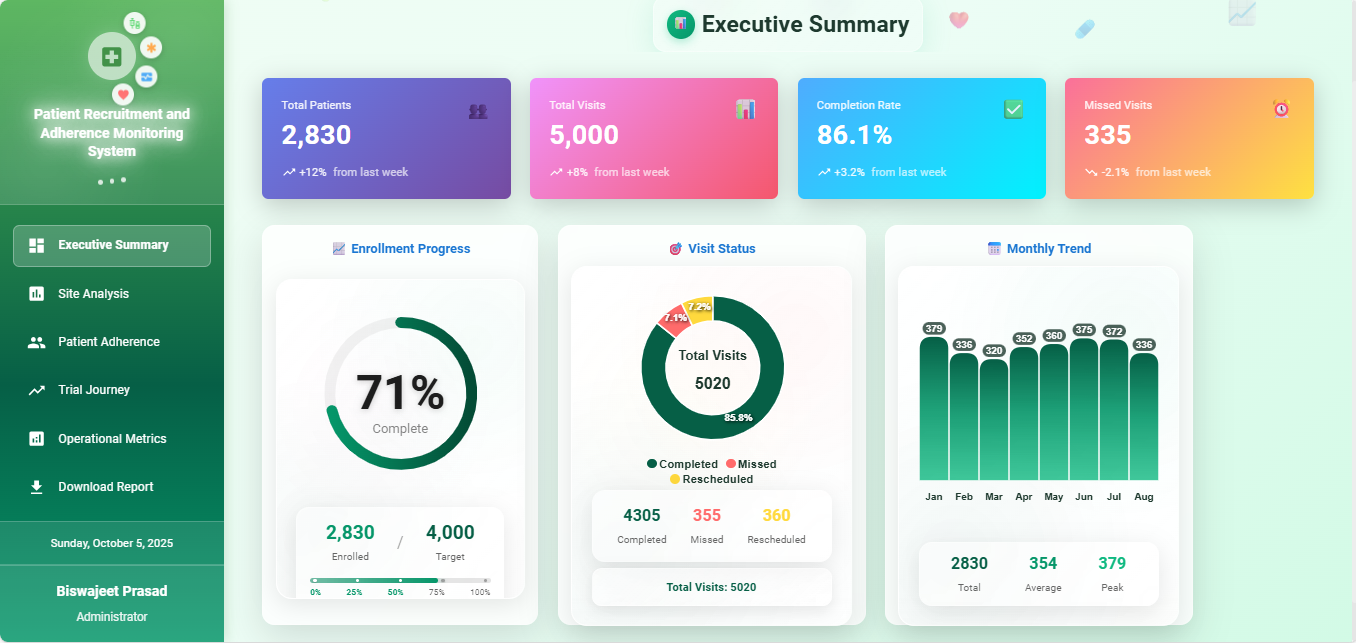 Patient Recruitment and
Adherence Monitoring
System
Executive Summary
Site Analysis
Patient Adherence
Trial Journey
Operational Metrics
Download Report
Sunday, October 5, 2025
Biswajeet Prasad
Administrator
Executive Summary
Total Patients
2,830
+12% from last week
Total Visits
5,000
+8% from last week
Completion Rate
86.1%
+3.2% from last week
Missed Visits
335
-2.1% from last week
Enrollment Progress
71%
Complete
2,830 / 4,000
Enrolled Target
0% 25% 50% 75% 100%
Visit Status
7.2%
7.1%
Total Visits
5020
85.8%
Completed Missed
Rescheduled
4305 355 360
Completed Missed Rescheduled
Total Visits: 5020
Monthly Trend
379 336 320 352 360 375 372 336
Jan Feb Mar Apr May Jun Jul Aug
2830 354 379
Total Average Peak